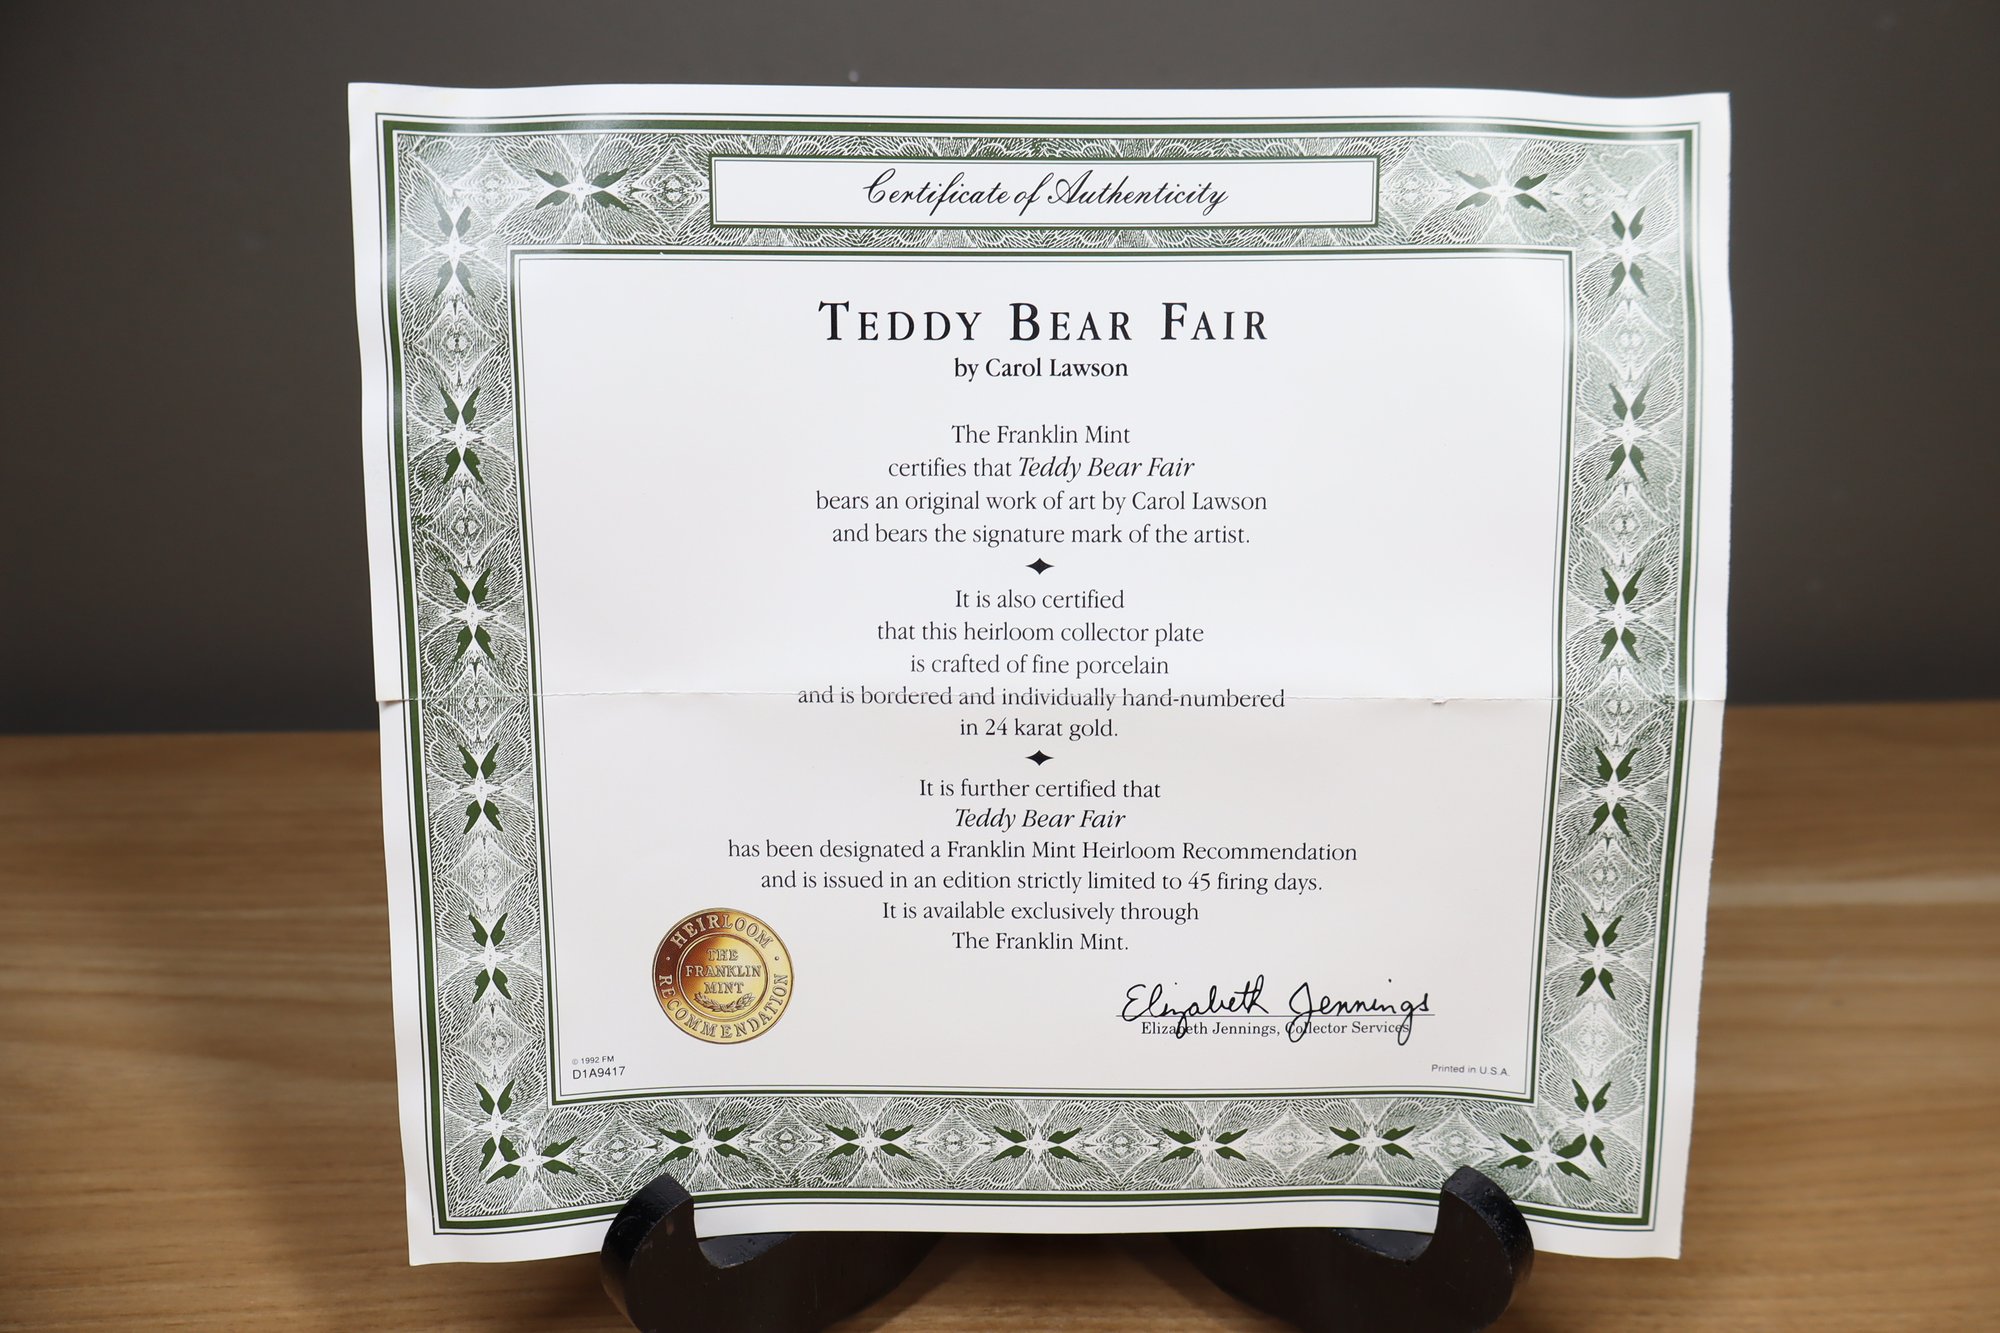 Certificate of Authenticity
TEDDY BEAR FAIR
by Carol Lawson
The Franklin Mint
certifies that Teddy Bear Fair
bears an original work of art by Carol Lawson
and bears the signature mark of the artist.
It is also certified
that this heirloom collector plate
is crafted of fine porcelain
and is bordered and individually hand-numbered
in 24 karat gold.
It is further certified that
Teddy Bear Fair
has been designated a Franklin Mint Heirloom Recommendation
and is issued in an edition strictly limited to 45 firing days.
It is available exclusively through
The Franklin Mint.
HEIRLOOM
THE
FRANKLIN
MINT
RECOMMENDATION
Elizabeth Jennings
Elizabeth Jennings, Collector Services
© 1992 FM
D1A9417
Printed in U.S.A.